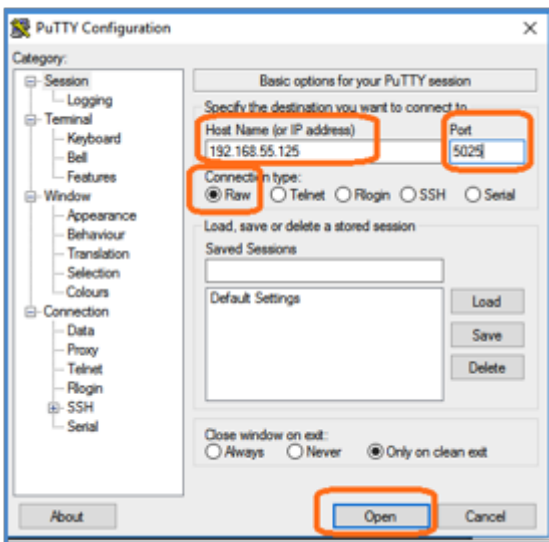 PuTTY Configuration
Category:
Session
Logging
Terminal
Keyboard
Bell
Features
Window
Appearance
Behaviour
Translation
Selection
Colours
Connection
Data
Proxy
Telnet
Rlogin
SSH
Serial
Basic options for your PuTTY session
Specify the destination you want to connect to
Host Name (or IP address) Port
192.168.55.125 5025
Connection type:
Raw Telnet Rlogin SSH Serial
Load, save or delete a stored session
Saved Sessions
Default Settings
Load
Save
Delete
Close window on exit:
Always Never Only on clean exit
About Open Cancel